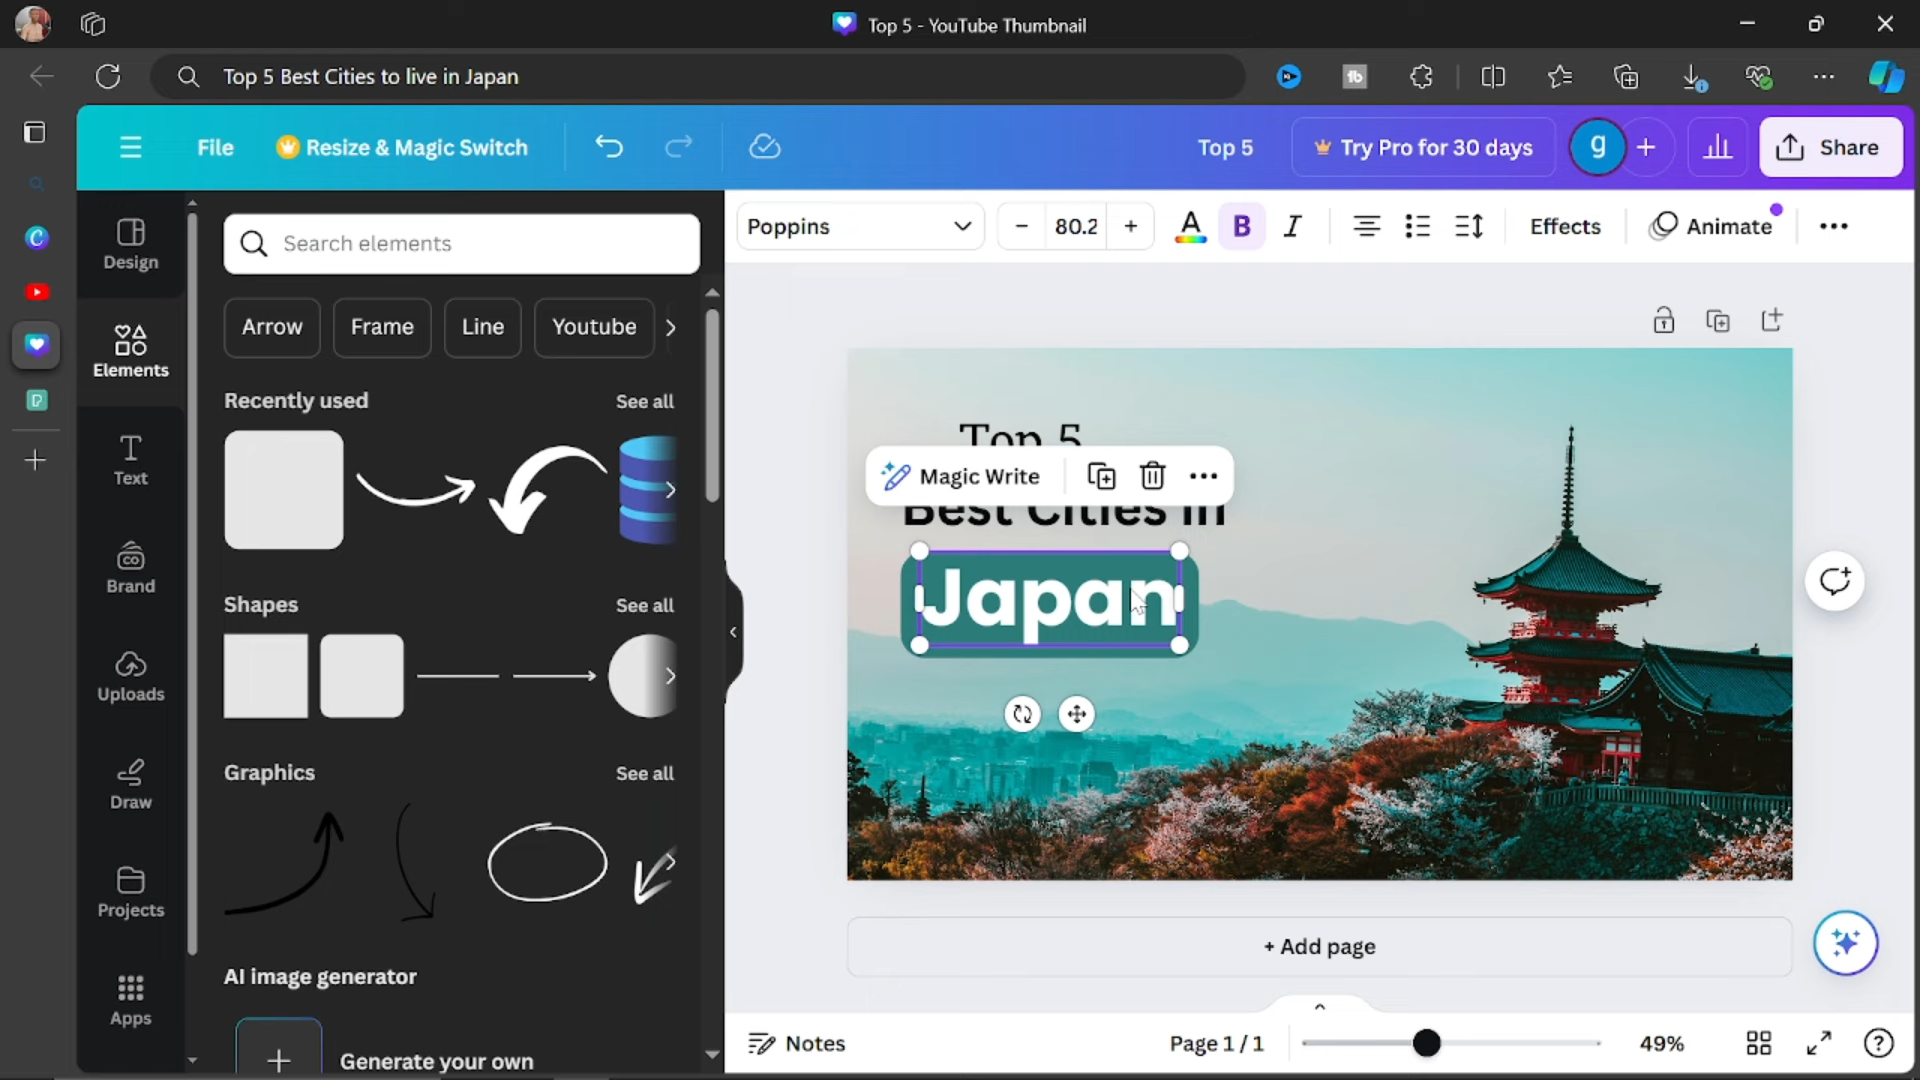 Top 5 - YouTube Thumbnail
Top 5 Best Cities to live in Japan
File
Resize & Magic Switch
Top 5
Try Pro for 30 days
g
Share
Design
Elements
Text
Brand
Uploads
Draw
Projects
Apps
Search elements
Arrow
Frame
Line
Youtube
Recently used
See all
Shapes
See all
Graphics
See all
AI image generator
Generate your own
Poppins
80.2
A
B
I
Effects
Animate
Top 5
Magic Write
Best Cities in
Japan
+ Add page
Notes
Page 1 / 1
49%